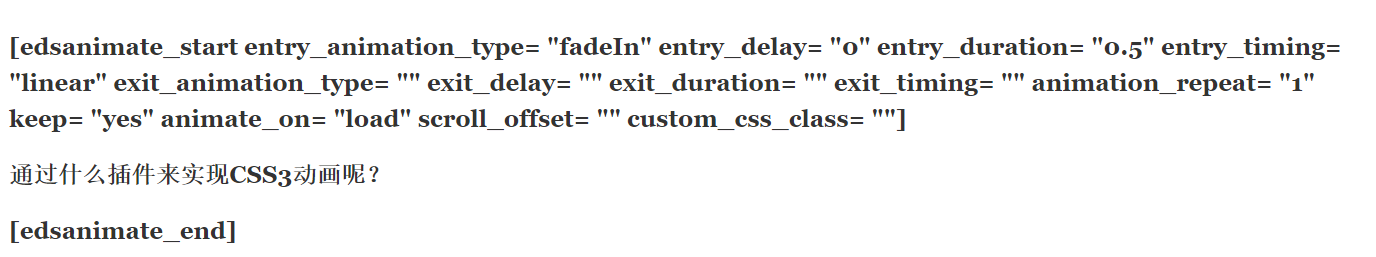 [edsanimate_start entry_animation_type= "fadeIn" entry_delay= "0" entry_duration= "0.5" entry_timing=
"linear" exit_animation_type= "" exit_delay= "" exit_duration= "" exit_timing= "" animation_repeat= "1"
keep= "yes" animate_on= "load" scroll_offset= "" custom_css_class= ""]
通过什么插件来实现CSS3动画呢？
[edsanimate_end]